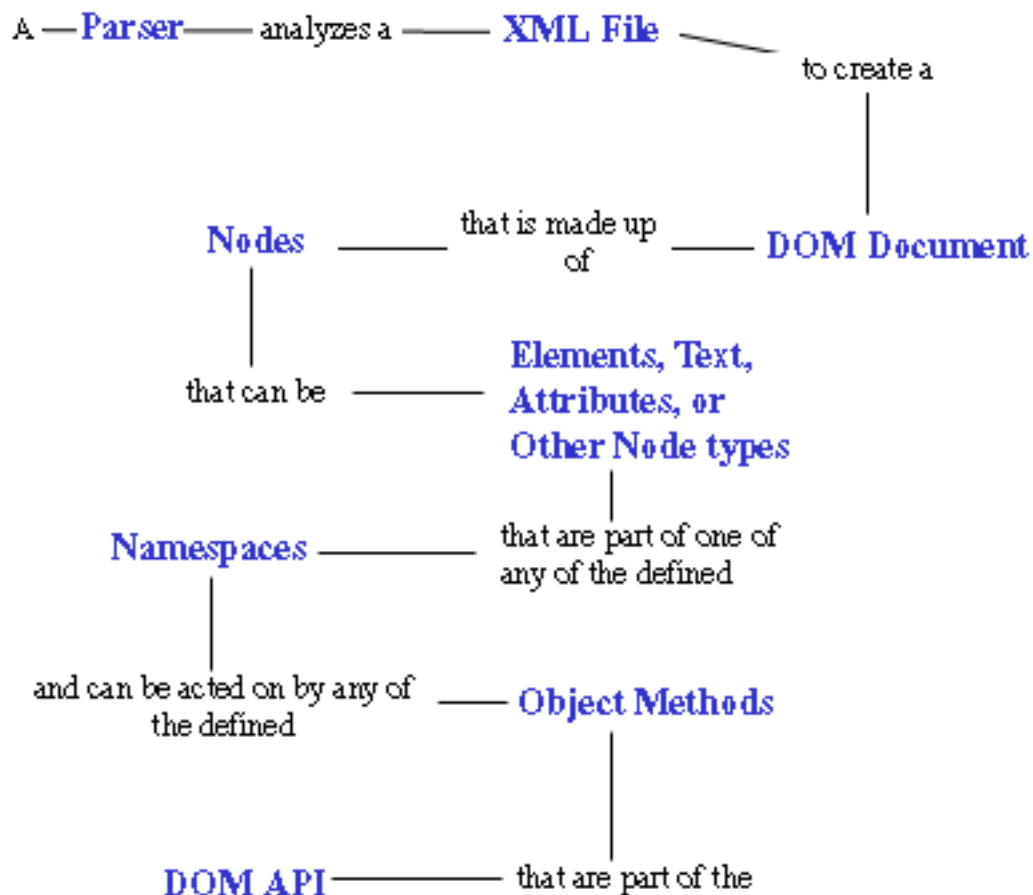 A Parser analyzes a XML File
to create a
DOM Document
that is made up
of
Nodes
that can be
Elements, Text,
Attributes, or
Other Node types
that are part of one of
any of the defined
Namespaces
and can be acted on by any of
the defined
Object Methods
that are part of the
DOM API